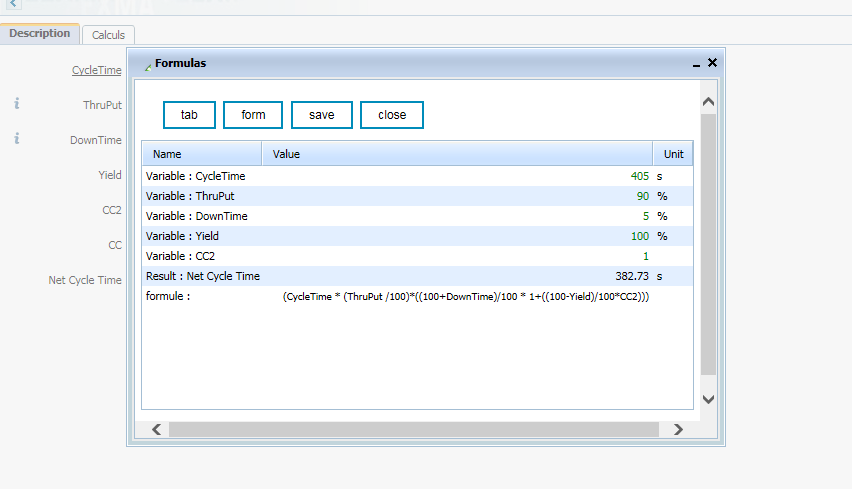 Description Calculs
CycleTime
ThruPut
DownTime
Yield
CC2
CC
Net Cycle Time
Formulas
tab form save close
Name Value Unit
Variable : CycleTime 405 s
Variable : ThruPut 90 %
Variable : DownTime 5 %
Variable : Yield 100 %
Variable : CC2 1
Result : Net Cycle Time 382.73 s
formule : (CycleTime * (ThruPut /100)*((100+DownTime)/100 * 1+((100-Yield)/100*CC2)))